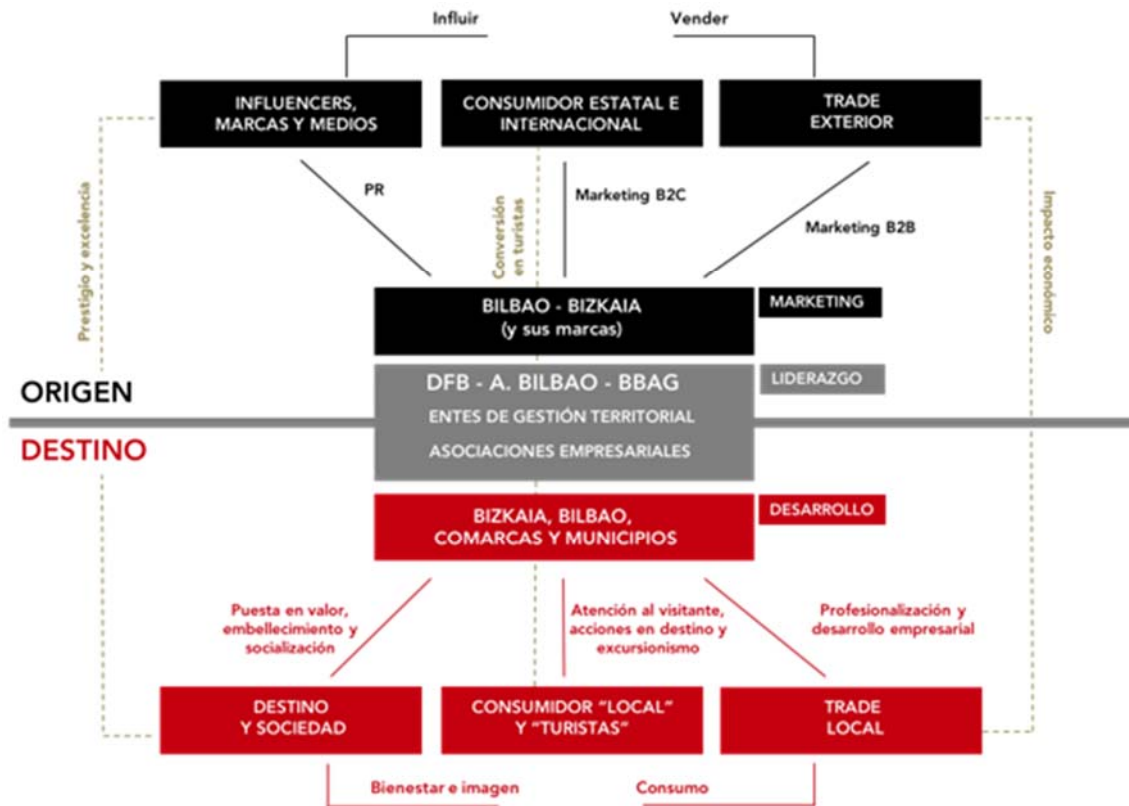 Influir
Vender
INFLUENCERS,
MARCAS Y MEDIOS
CONSUMIDOR ESTATAL E
INTERNACIONAL
TRADE
EXTERIOR
Prestigio y excelencia
PR
Conversión
en turistas
Marketing B2C
Marketing B2B
Impacto económico
BILBAO - BIZKAIA
(y sus marcas)
MARKETING
ORIGEN
DFB - A. BILBAO - BBAG
LIDERAZGO
ENTES DE GESTIÓN TERRITORIAL
DESTINO
ASOCIACIONES EMPRESARIALES
BIZKAIA, BILBAO,
COMARCAS Y MUNICIPIOS
DESARROLLO
Puesta en valor,
embellecimiento y
socialización
Atención al visitante,
acciones en destino y
excursionismo
Profesionalización y
desarrollo empresarial
DESTINO
Y SOCIEDAD
CONSUMIDOR "LOCAL"
Y "TURISTAS"
TRADE
LOCAL
Bienestar e imagen
Consumo